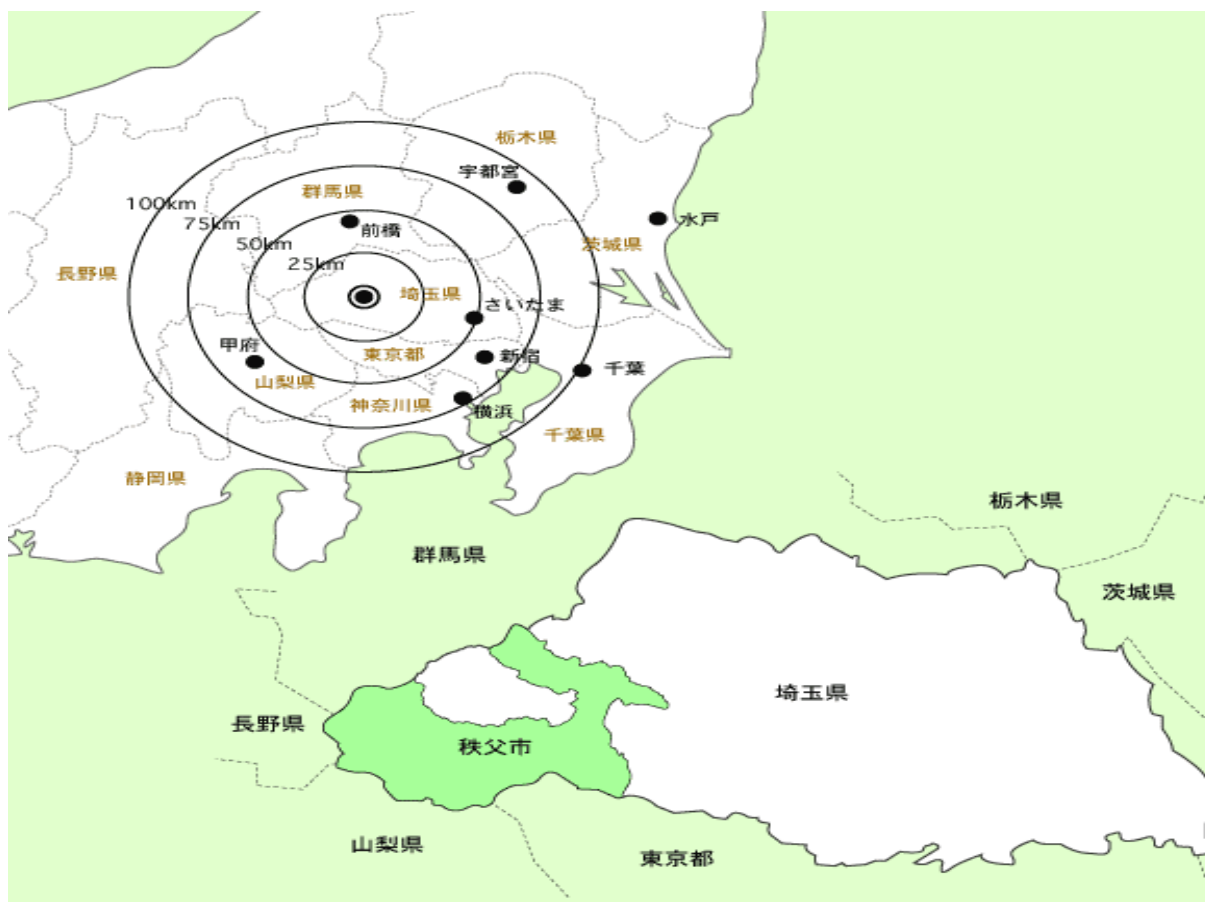 栃木県
宇都宮
群馬県
100km
75km
前橋
水戸
50km
茨城県
25km
長野県
埼玉県
さいたま
甲府
東京都
新宿
千葉
山梨県
神奈川県
横浜
千葉県
静岡県
栃木県
群馬県
茨城県
埼玉県
長野県
秩父市
山梨県
東京都